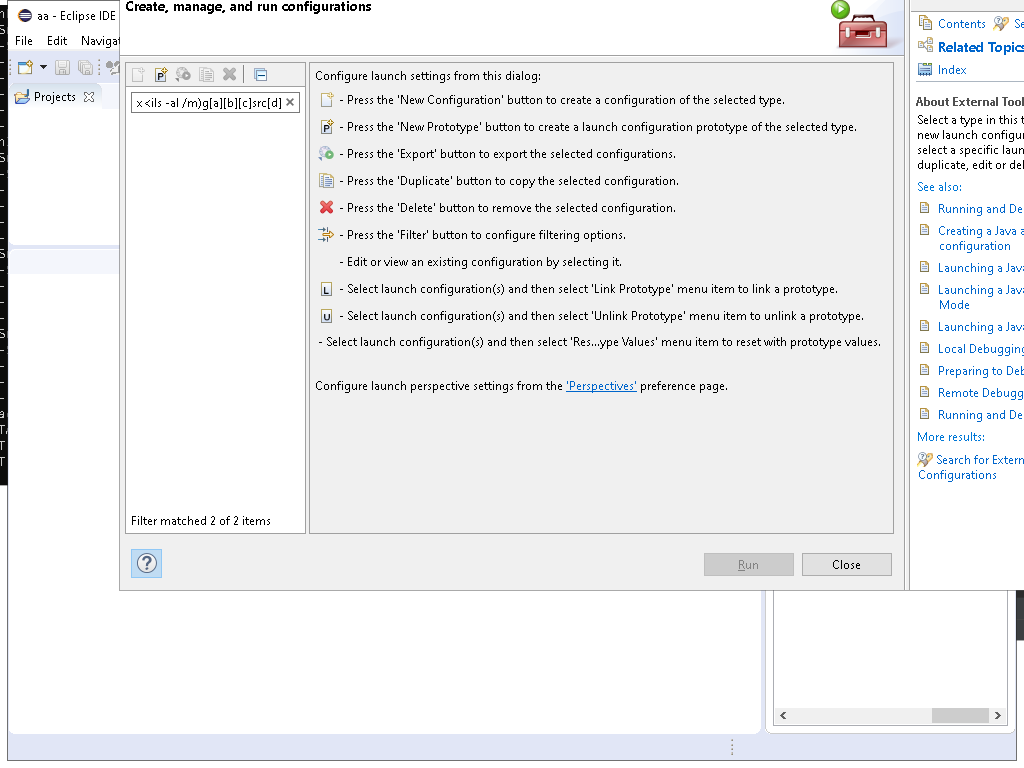 aa - Eclipse IDE
File Edit Navigat
Projects
Create, manage, and run configurations
x<ils -al /m)g[a][b][c]src[d]
Filter matched 2 of 2 items
Configure launch settings from this dialog:
- Press the 'New Configuration' button to create a configuration of the selected type.
P - Press the 'New Prototype' button to create a launch configuration prototype of the selected type.
- Press the 'Export' button to export the selected configurations.
- Press the 'Duplicate' button to copy the selected configuration.
- Press the 'Delete' button to remove the selected configuration.
- Press the 'Filter' button to configure filtering options.
- Edit or view an existing configuration by selecting it.
L - Select launch configuration(s) and then select 'Link Prototype' menu item to link a prototype.
U - Select launch configuration(s) and then select 'Unlink Prototype' menu item to unlink a prototype.
- Select launch configuration(s) and then select 'Res...ype Values' menu item to reset with prototype values.
Configure launch perspective settings from the 'Perspectives' preference page.
?
Run Close
Contents Se
Related Topics
Index
About External Tool
Select a type in this t
new launch configur
select a specific laun
duplicate, edit or del
See also:
Running and De
Creating a Java a
configuration
Launching a Java
Launching a Java
Mode
Launching a Java
Local Debugging
Preparing to Deb
Remote Debugg
Running and De
More results:
Search for Extern
Configurations